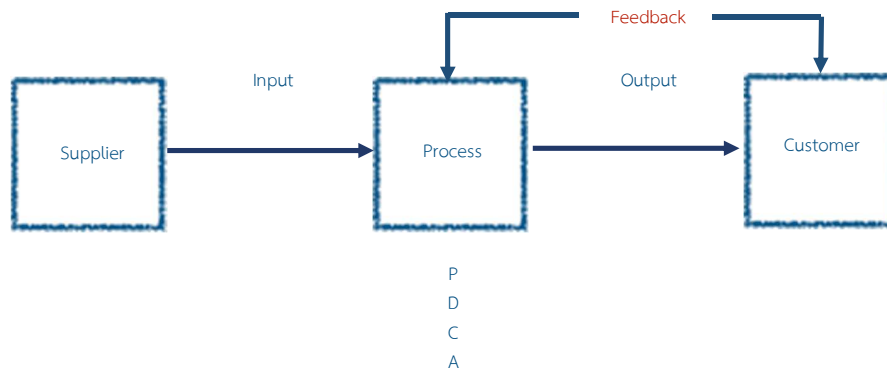 Feedback
Input
Output
Supplier
Process
Customer
P
D
C
A